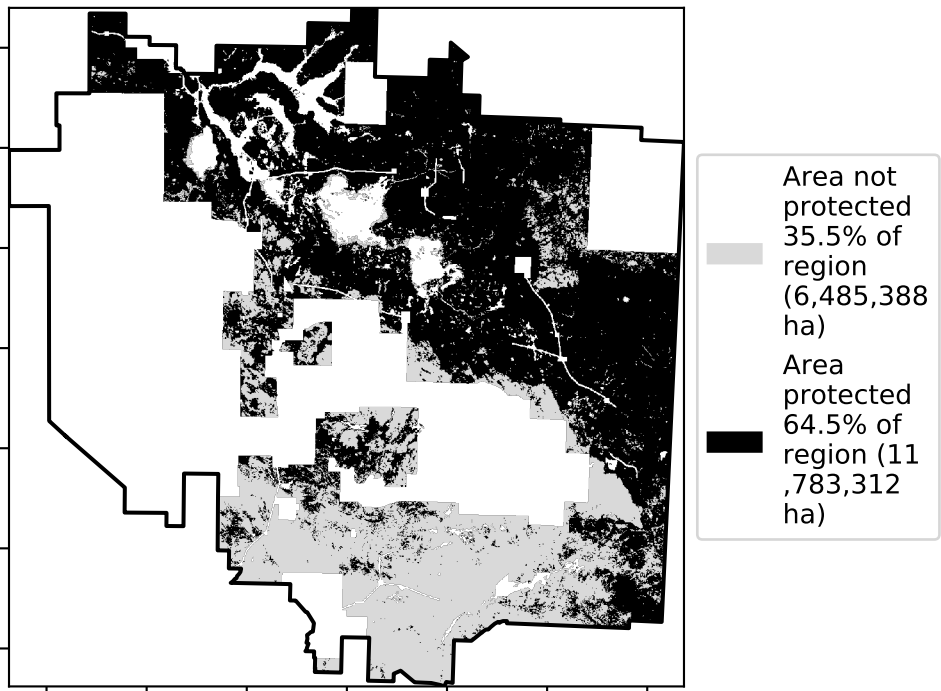 Area not
protected
35.5% of
region
(6,485,388
ha)
Area
protected
64.5% of
region (11
,783,312
ha)